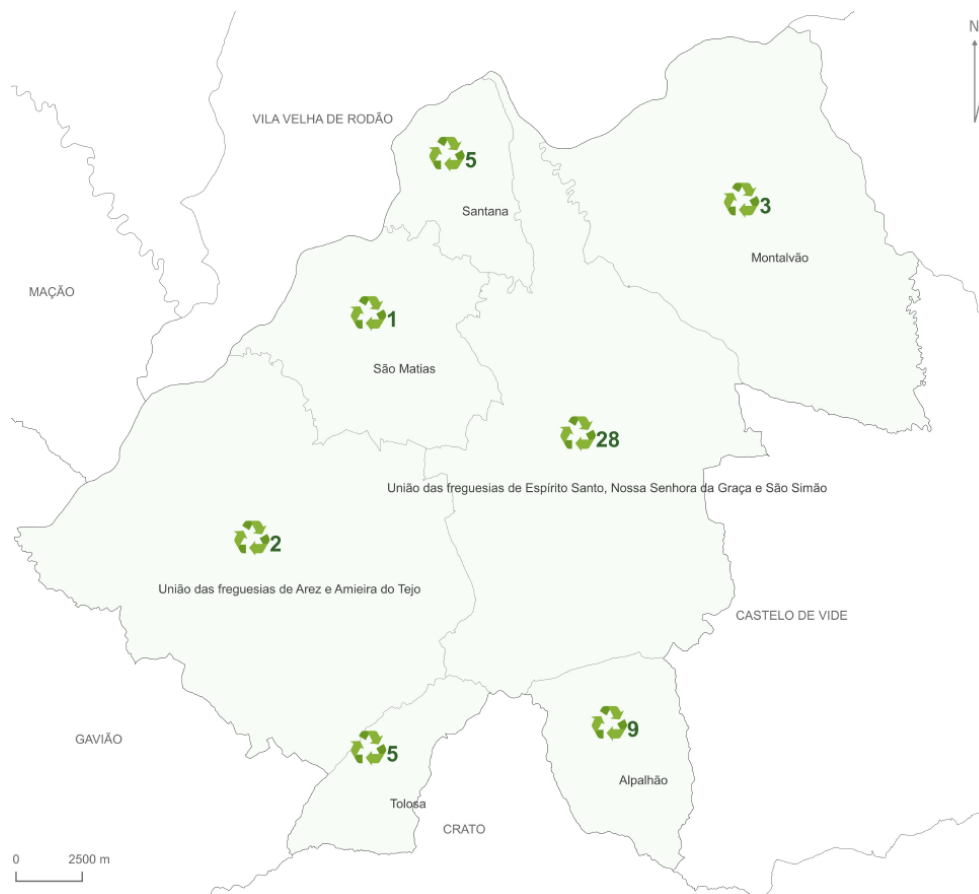 N
VILA VELHA DE RODÃO
5
Santana
3
Montalvão
MAÇÃO
1
São Matias
28
União das freguesias de Espírito Santo, Nossa Senhora da Graça e São Simão
2
União das freguesias de Arez e Amieira do Tejo
CASTELO DE VIDE
GAVIÃO
5
Tolosa
9
Alpalhão
CRATO
0 2500 m